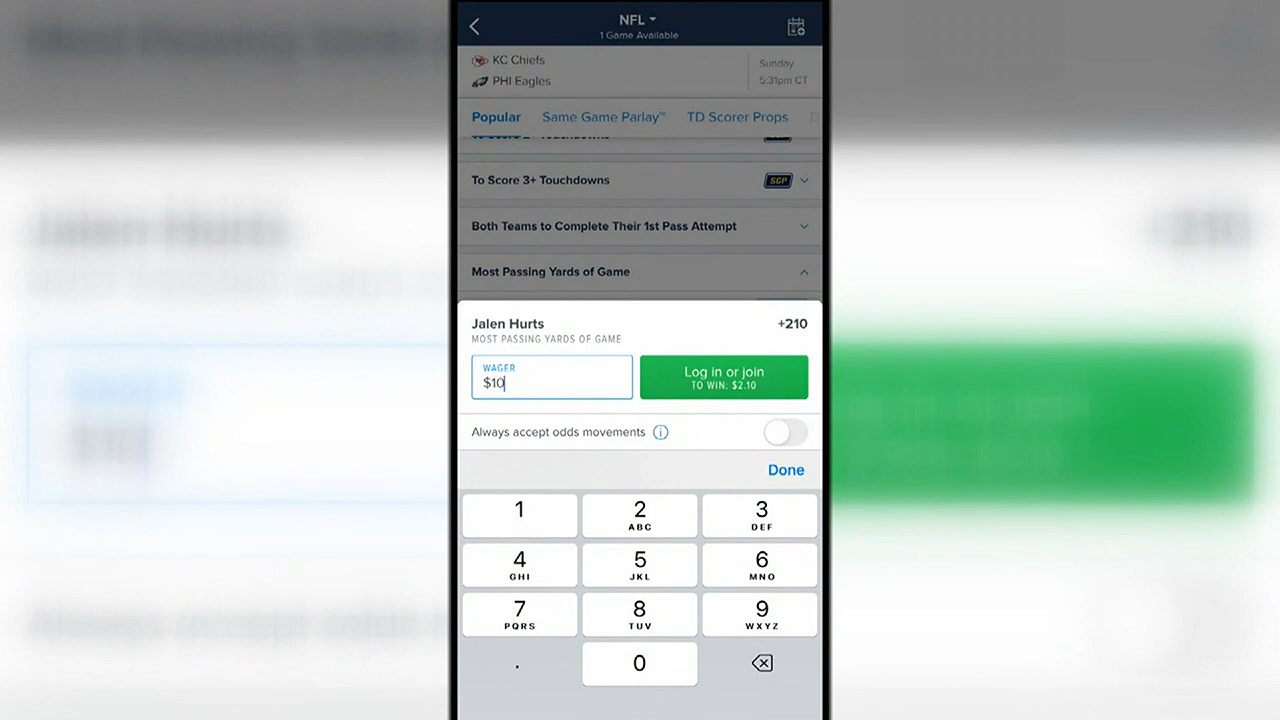 NFL
1 Game Available
KC Chiefs
PHI Eagles
Sunday
5:31pm CT
Popular Same Game Parlay™ TD Scorer Props
Touchdowns
To Score 3+ Touchdowns SGP
Both Teams to Complete Their 1st Pass Attempt
Most Passing Yards of Game
Jalen Hurts +210
MOST PASSING YARDS OF GAME
WAGER
$10
Log in or join
TO WIN: $2.10
Always accept odds movements
Done
1 2 3
ABC DEF
4 5 6
GHI JKL MNO
7 8 9
PQRS TUV WXYZ
. 0